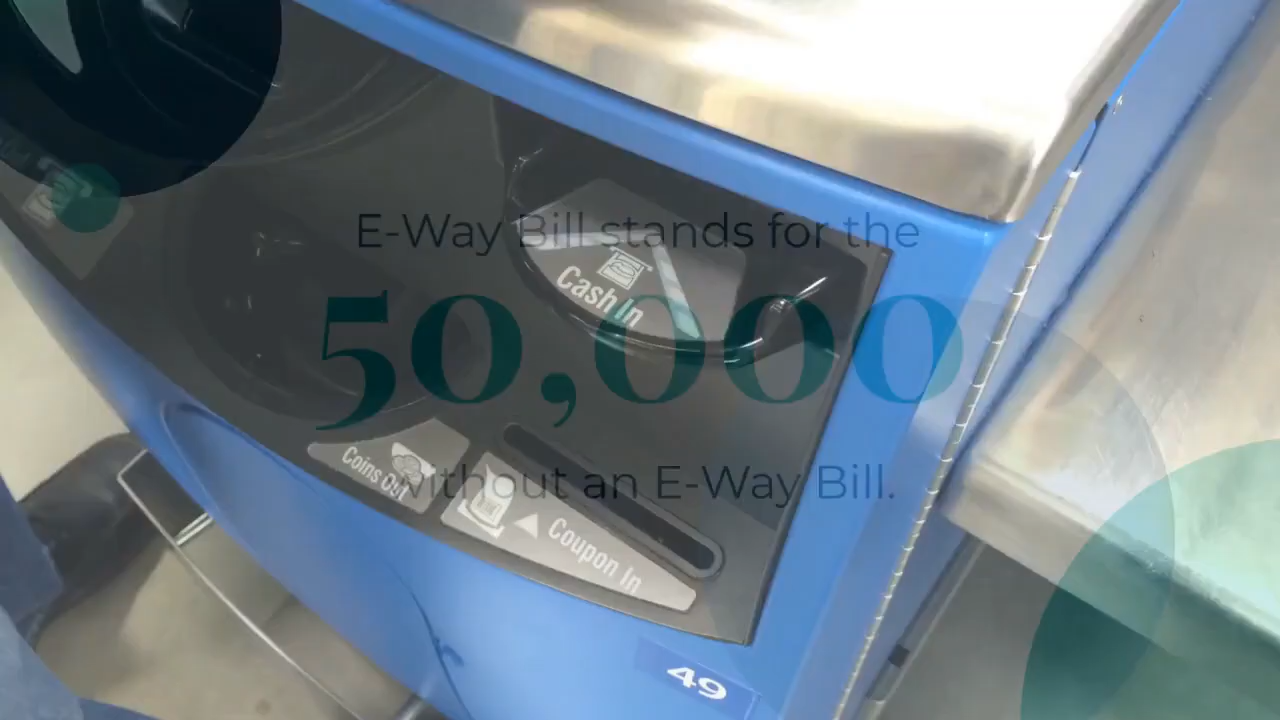 E-Way Bill stands for the
50,000
without an E-Way Bill.
Cash In
Coins Out
Coupon In
49